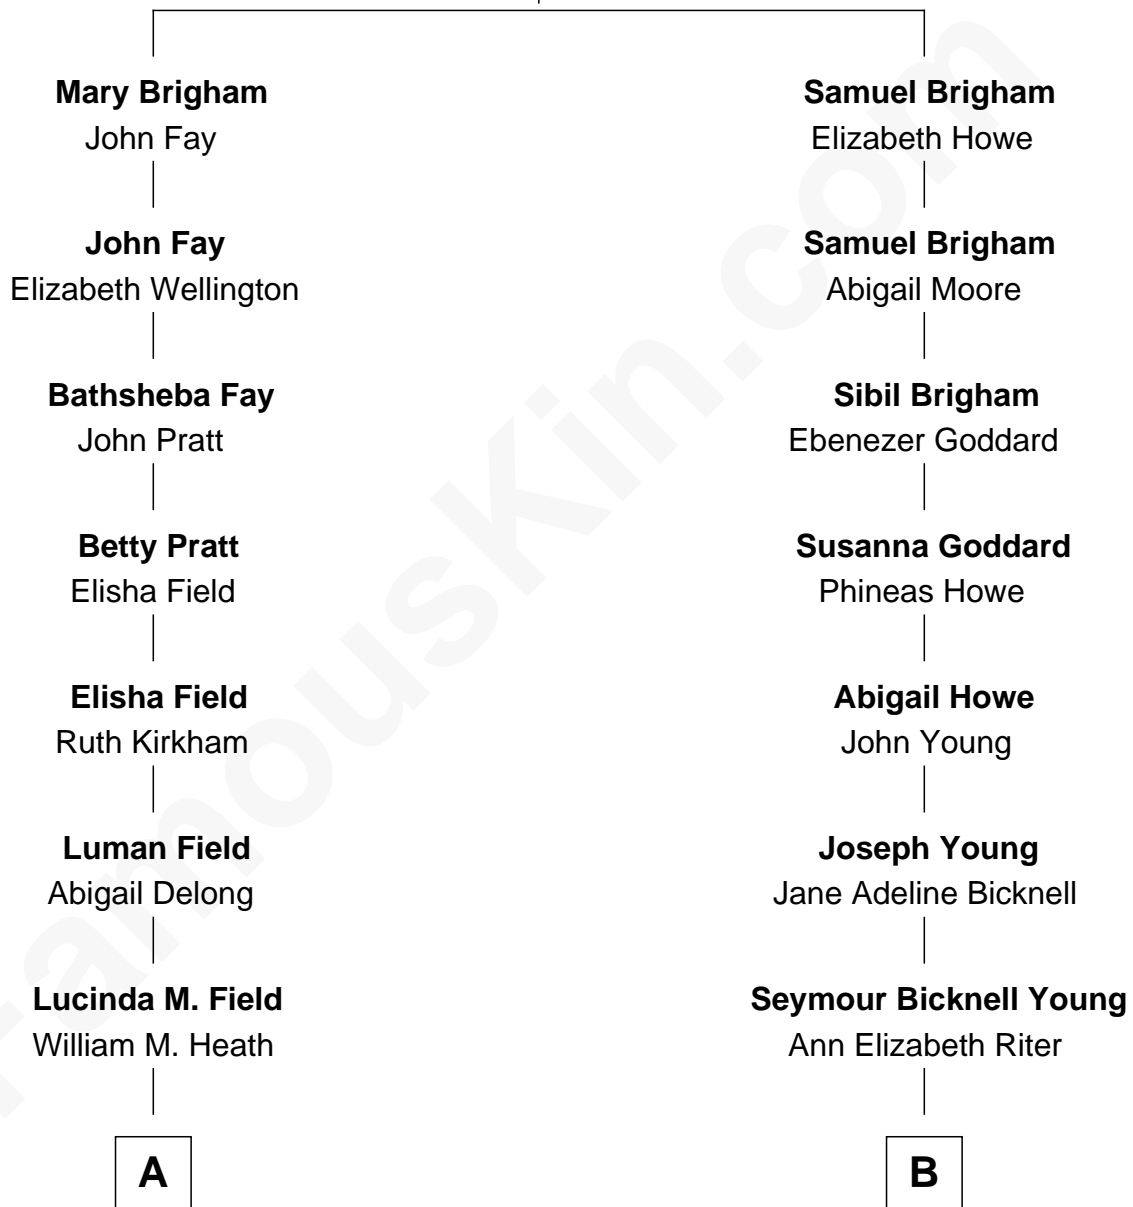 Mary Brigham
John Fay
John Fay
Elizabeth Wellington
Bathsheba Fay
John Pratt
Betty Pratt
Elisha Field
Elisha Field
Ruth Kirkham
Luman Field
Abigail Delong
Lucinda M. Field
William M. Heath
A
Samuel Brigham
Elizabeth Howe
Samuel Brigham
Abigail Moore
Sibil Brigham
Ebenezer Goddard
Susanna Goddard
Phineas Howe
Abigail Howe
John Young
Joseph Young
Jane Adeline Bicknell
Seymour Bicknell Young
Ann Elizabeth Riter
B
FamousKin.com